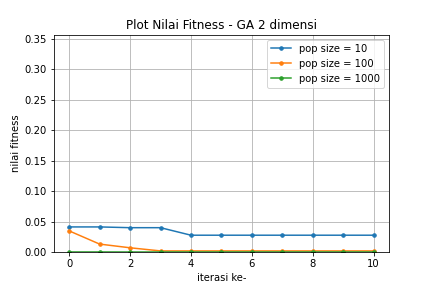 Plot Nilai Fitness - GA 2 dimensi
pop size = 10
pop size = 100
pop size = 1000
nilai fitness
0.35
0.30
0.25
0.20
0.15
0.10
0.05
0.00
0 2 4 6 8 10
iterasi ke-